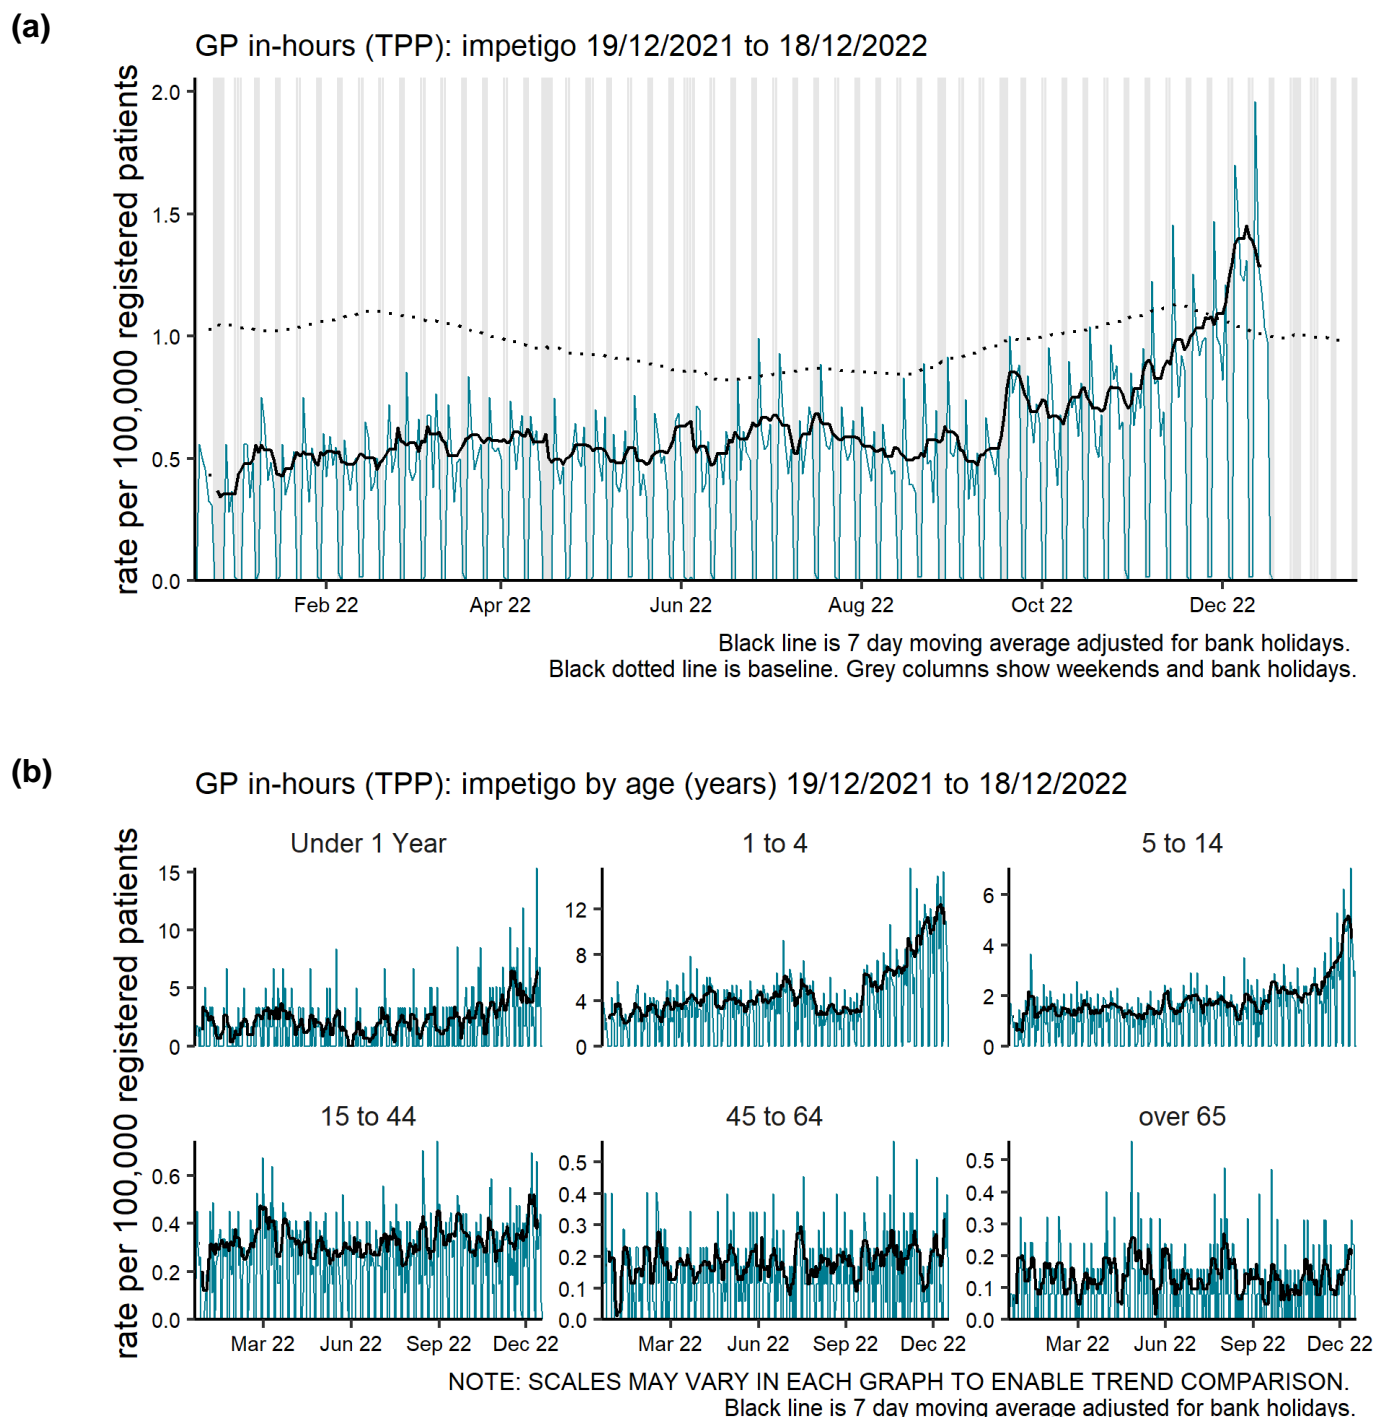 (a)
GP in-hours (TPP): impetigo 19/12/2021 to 18/12/2022
rate per 100,000 registered patients
2.0
1.5
1.0
0.5
0.0
Feb 22 Apr 22 Jun 22 Aug 22 Oct 22 Dec 22
Black line is 7 day moving average adjusted for bank holidays.
Black dotted line is baseline. Grey columns show weekends and bank holidays.
(b)
GP in-hours (TPP): impetigo by age (years) 19/12/2021 to 18/12/2022
rate per 100,000 registered patients
Under 1 Year
15
10
5
0
1 to 4
12
8
4
0
5 to 14
6
4
2
0
15 to 44
0.6
0.4
0.2
0.0
Mar 22 Jun 22 Sep 22 Dec 22
45 to 64
0.5
0.4
0.3
0.2
0.1
0.0
Mar 22 Jun 22 Sep 22 Dec 22
over 65
0.5
0.4
0.3
0.2
0.1
0.0
Mar 22 Jun 22 Sep 22 Dec 22
NOTE: SCALES MAY VARY IN EACH GRAPH TO ENABLE TREND COMPARISON.
Black line is 7 day moving average adjusted for bank holidays.